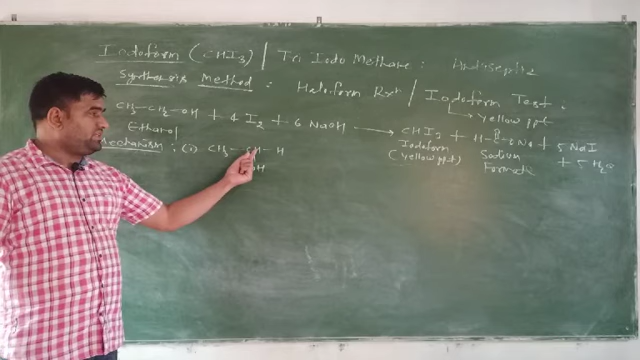 Iodoform (CHI3) / Tri Iodo Methane : Antiseptic
Synthesis Method : Haloform Rxn / Iodoform Test :
→ yellow ppt
CH3-CH2-OH + 4 I2 + 6 NaOH → CHI3 + H-C-O Na + 5 NaI + 5 H2O
O
Ethanol
Iodoform
(yellow ppt)
Sodium
Formate
Mechanism : (i) CH3 - CH - H
OH